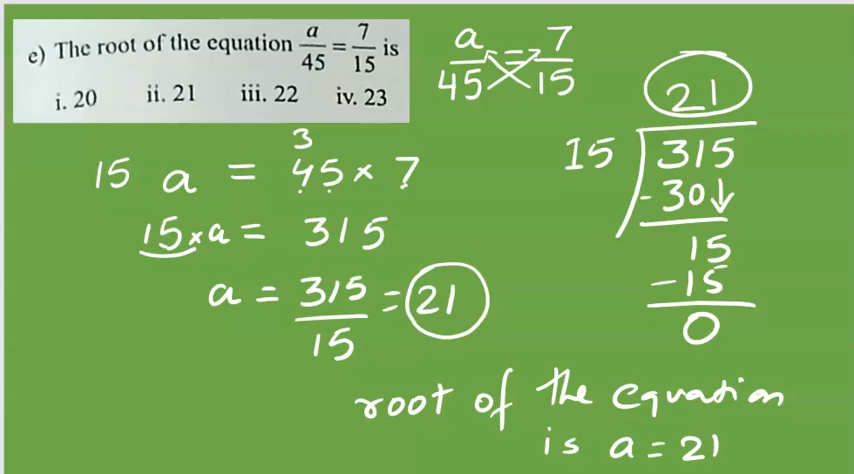 e) The root of the equation a/45 = 7/15 is
i. 20 ii. 21 iii. 22 iv. 23
a/45 = 7/15
3
15 a = 45 × 7
15 × a = 315
a = 315/15 = 21
21
15 315
-30↓
15
-15
0
root of the equation
is a = 21